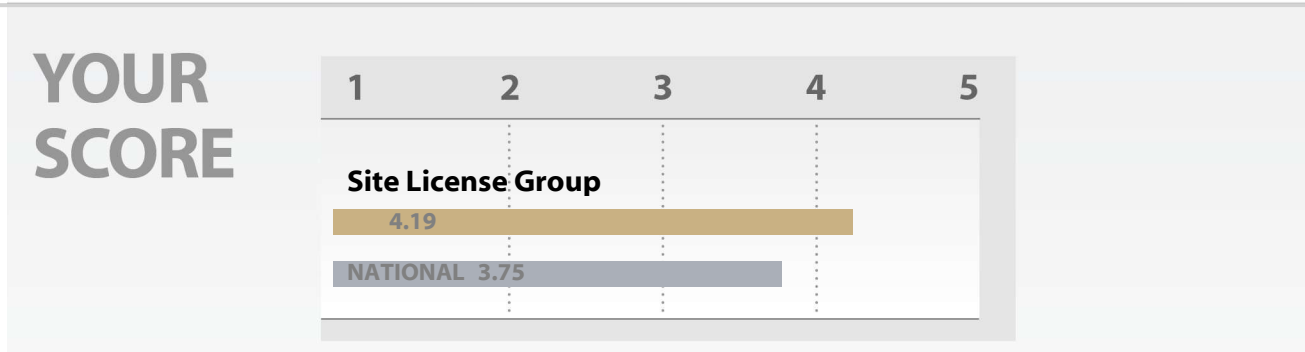 YOUR
SCORE
1 2 3 4 5
Site License Group
4.19
NATIONAL 3.75